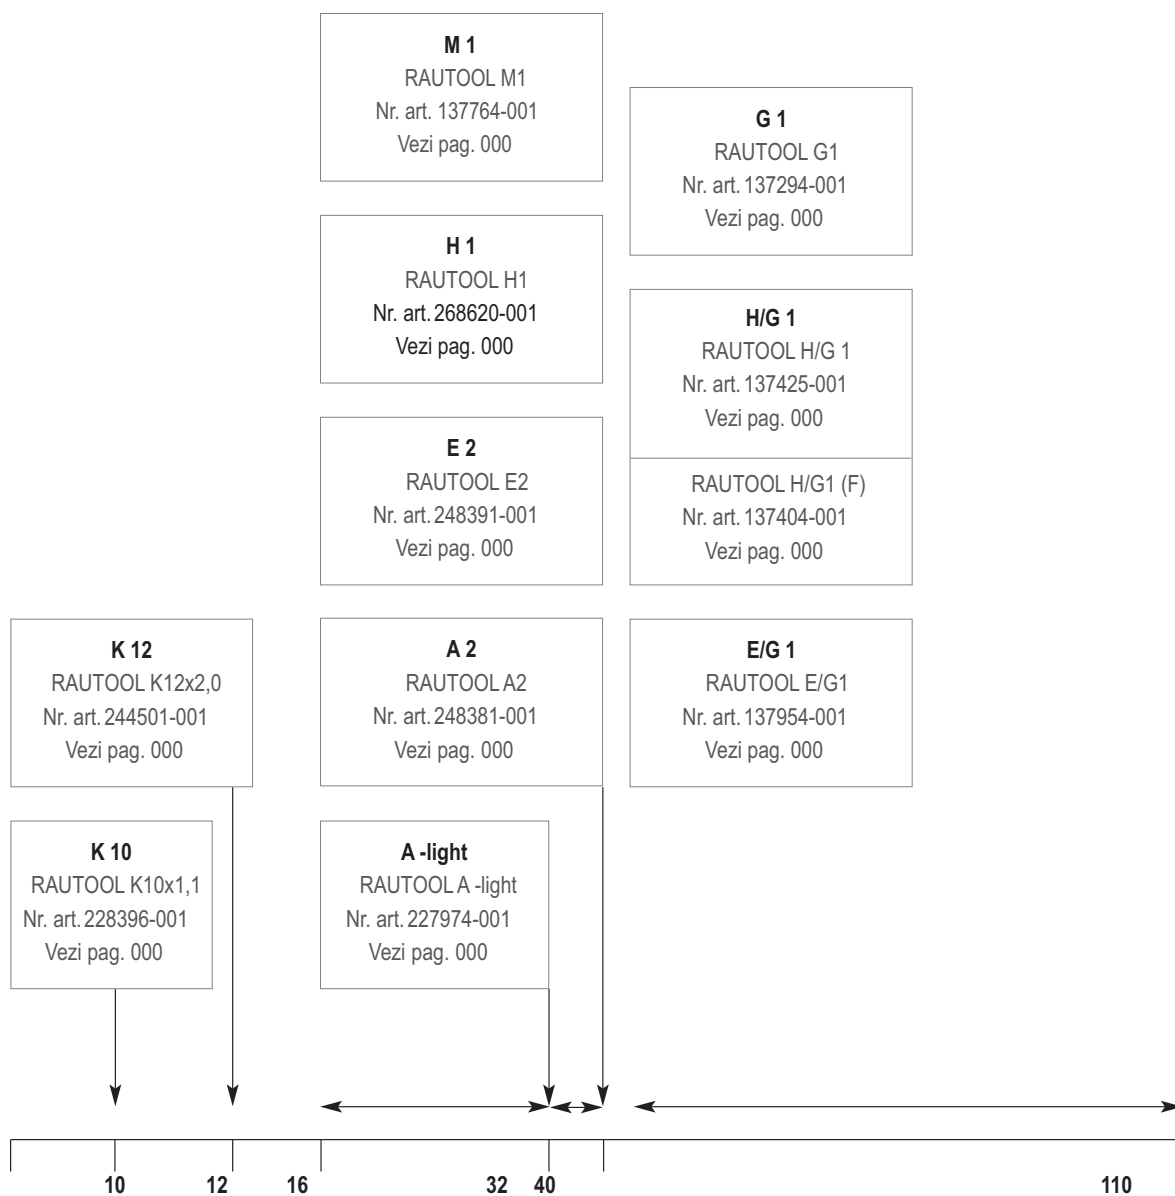 M 1
RAUTOOL M1
Nr. art. 137764-001
Vezi pag. 000
G 1
RAUTOOL G1
Nr. art. 137294-001
Vezi pag. 000
H 1
RAUTOOL H1
Nr. art. 268620-001
Vezi pag. 000
H/G 1
RAUTOOL H/G 1
Nr. art. 137425-001
Vezi pag. 000
RAUTOOL H/G1 (F)
Nr. art. 137404-001
Vezi pag. 000
E 2
RAUTOOL E2
Nr. art. 248391-001
Vezi pag. 000
K 12
RAUTOOL K12x2,0
Nr. art. 244501-001
Vezi pag. 000
A 2
RAUTOOL A2
Nr. art. 248381-001
Vezi pag. 000
E/G 1
RAUTOOL E/G1
Nr. art. 137954-001
Vezi pag. 000
K 10
RAUTOOL K10x1,1
Nr. art. 228396-001
Vezi pag. 000
A -light
RAUTOOL A -light
Nr. art. 227974-001
Vezi pag. 000
10 12 16 32 40 110